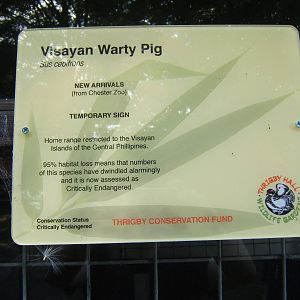 Visayan Warty Pig
Sus cebifrons
NEW ARRIVALS
(from Chester Zoo)
TEMPORARY SIGN
Home range restricted to the Visayan
Islands of the Central Phillipines.
95% habitat loss means that numbers
of this species have dwindled alarmingly
and it is now assessed as
Critically Endangered.
Conservation Status
Critically Endangered
THRIGBY CONSERVATION FUND
THRIGBY HALL
WILDLIFE GARDENS